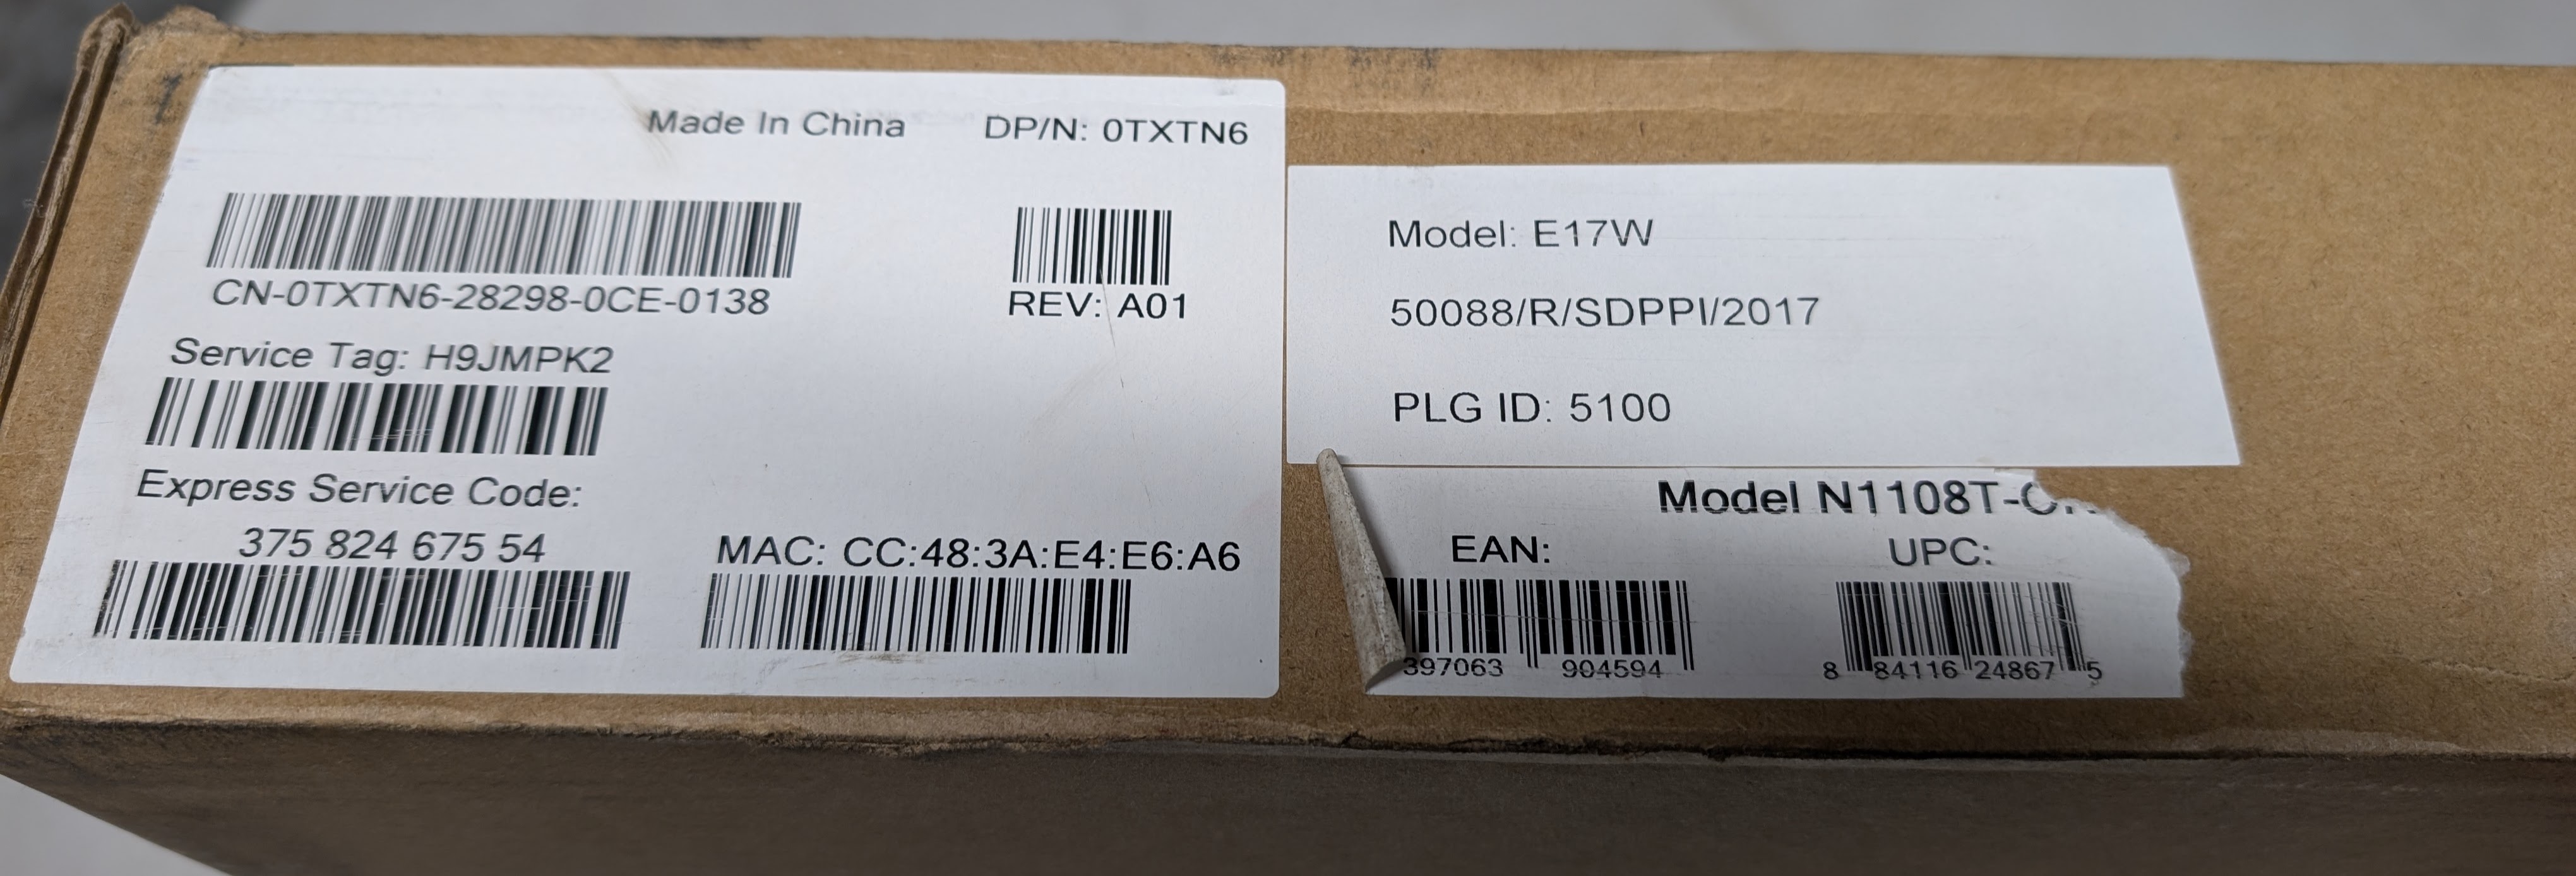 Made In China DP/N: 0TXTN6
CN-0TXTN6-28298-0CE-0138
REV: A01
Service Tag: H9JMPK2
Express Service Code:
375 824 675 54
MAC: CC:48:3A:E4:E6:A6
Model: E17W
50088/R/SDPPI/2017
PLG ID: 5100
Model N1108T-
EAN:
397063 904594
UPC:
8 84116 24867 5